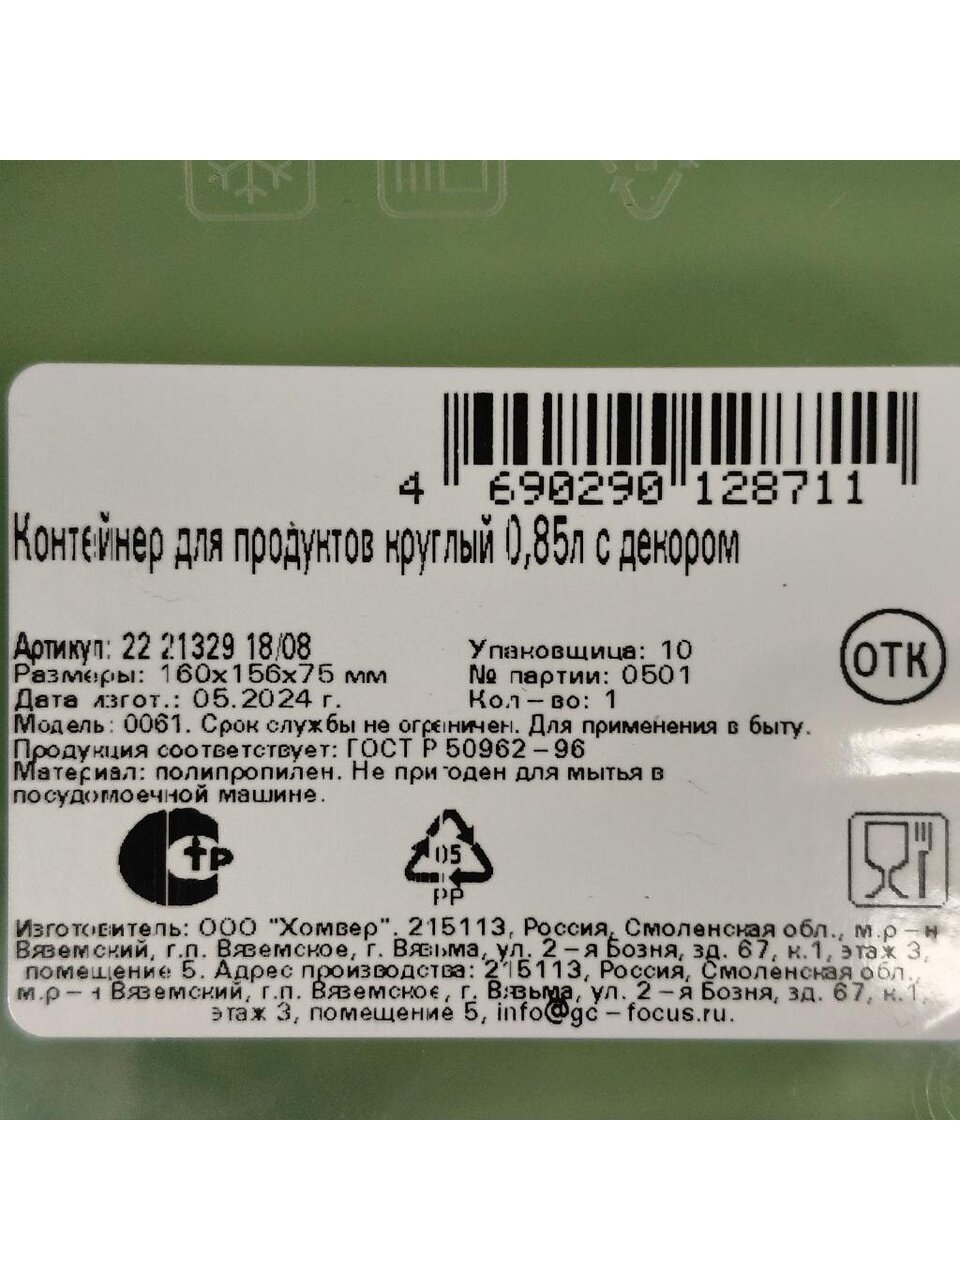 4 690290 128711
Контейнер для продуктов круглый 0,85л с декором
Артикул: 22 21329 18/08
Упаковщица: 10
Размеры: 160х156х75 мм
№ партии: 0501
Дата изгот.: 05.2024 г.
Кол-во: 1
ОТК
Модель: 0061. Срок службы не ограничен. Для применения в быту.
Продукция соответствует: ГОСТ Р 50962-96
Материал: полипропилен. Не пригоден для мытья в
посудомоечной машине.
СТР
05
PP
Изготовитель: ООО "Хомвер". 215113, Россия, Смоленская обл., м.р-н
Вяземский, г.п. Вяземское, г. Вязьма, ул. 2-я Бозня, зд. 67, к.1, этаж 3,
помещение 5. Адрес производства: 215113, Россия, Смоленская обл.,
м.р-н Вяземский, г.п. Вяземское, г. Вязьма, ул. 2-я Бозня, зд. 67, к.1,
этаж 3, помещение 5, info@gc-focus.ru.